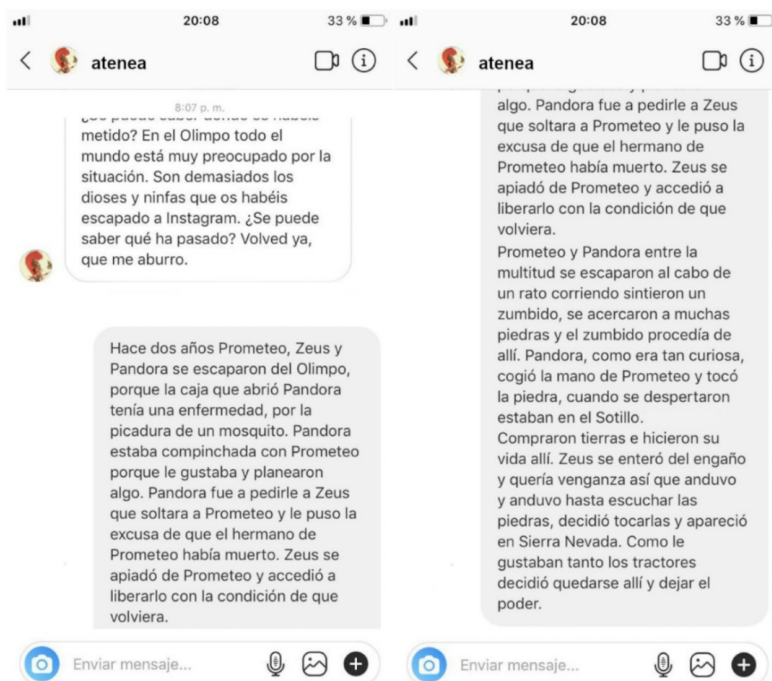 20:08
33 %
atenea
8:07 p. m.
metido? En el Olimpo todo el
mundo está muy preocupado por la
situación. Son demasiados los
dioses y ninfas que os habéis
escapado a Instagram. ¿Se puede
saber qué ha pasado? Volved ya,
que me aburro.
Hace dos años Prometeo, Zeus y
Pandora se escaparon del Olimpo,
porque la caja que abrió Pandora
tenía una enfermedad, por la
picadura de un mosquito. Pandora
estaba compinchada con Prometeo
porque le gustaba y planearon
algo. Pandora fue a pedirle a Zeus
que soltara a Prometeo y le puso la
excusa de que el hermano de
Prometeo había muerto. Zeus se
apiadó de Prometeo y accedió a
liberarlo con la condición de que
volviera.
Enviar mensaje...
20:08
33 %
atenea
algo. Pandora fue a pedirle a Zeus
que soltara a Prometeo y le puso la
excusa de que el hermano de
Prometeo había muerto. Zeus se
apiadó de Prometeo y accedió a
liberarlo con la condición de que
volviera.
Prometeo y Pandora entre la
multitud se escaparon al cabo de
un rato corriendo sintieron un
zumbido, se acercaron a muchas
piedras y el zumbido procedía de
allí. Pandora, como era tan curiosa,
cogió la mano de Prometeo y tocó
la piedra, cuando se despertaron
estaban en el Sotillo.
Compraron tierras e hicieron su
vida allí. Zeus se enteró del engaño
y quería venganza así que anduvo
y anduvo hasta escuchar las
piedras, decidió tocarlas y apareció
en Sierra Nevada. Como le
gustaban tanto los tractores
decidió quedarse allí y dejar el
poder.
Enviar mensaje...